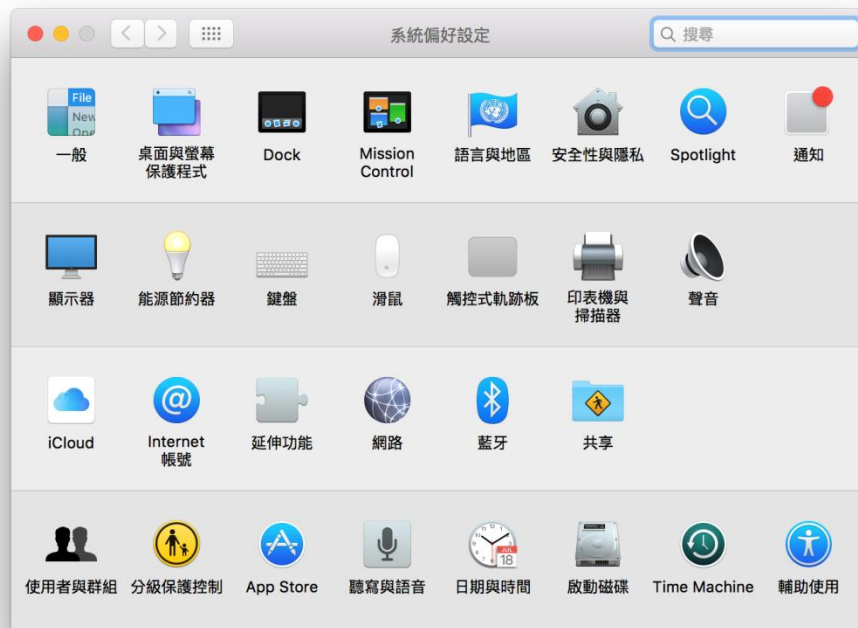 系統偏好設定
搜尋
File
New
One
一般
桌面與螢幕
保護程式
Dock
Mission
Control
語言與地區
安全性與隱私
Spotlight
通知
顯示器
能源節約器
鍵盤
滑鼠
觸控式軌跡板
印表機與
掃描器
聲音
iCloud
@
Internet
帳號
延伸功能
網路
藍牙
共享
使用者與群組
分級保護控制
App Store
聽寫與語音
JUL
18
日期與時間
啟動磁碟
Time Machine
輔助使用